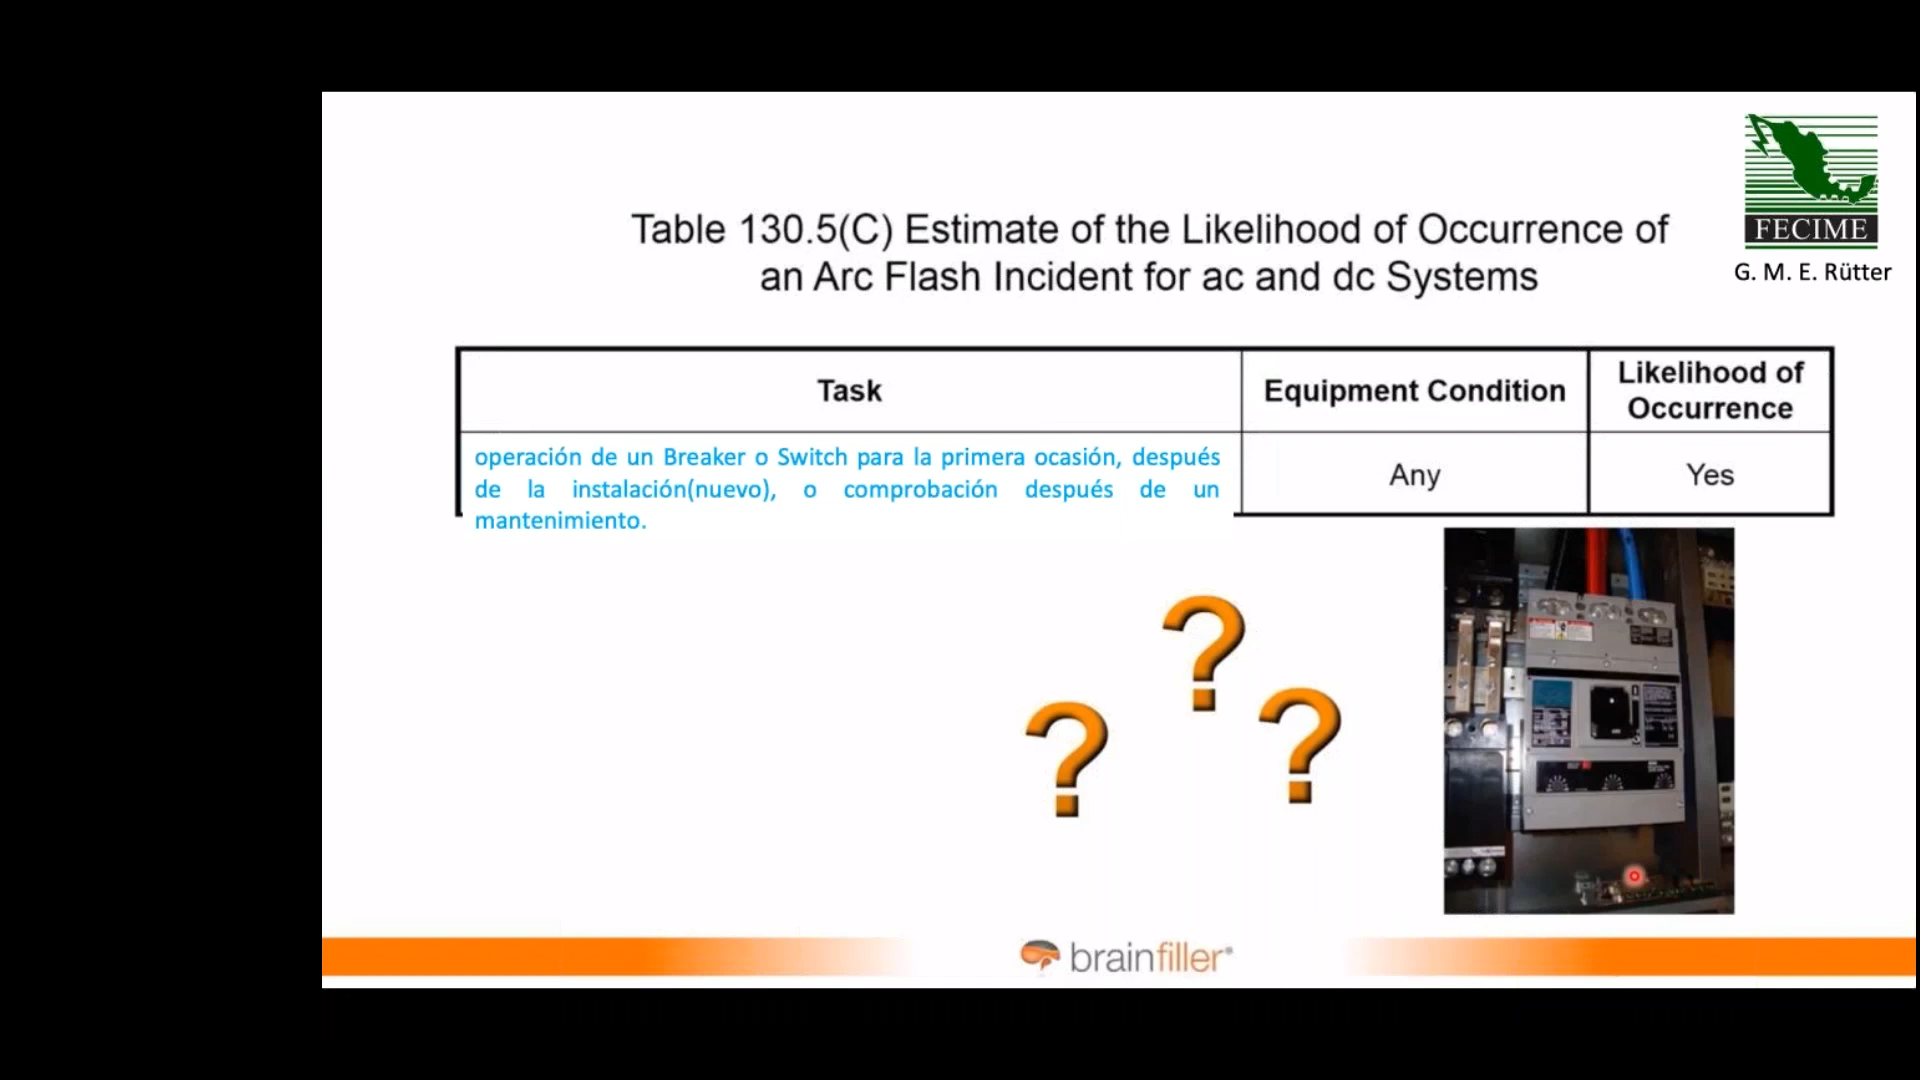 FECIME
G. M. E. Rütter
Table 130.5(C) Estimate of the Likelihood of Occurrence of
an Arc Flash Incident for ac and dc Systems
Task
Equipment Condition
Likelihood of
Occurrence
operación de un Breaker o Switch para la primera ocasión, después
de la instalación(nuevo), o comprobación después de un
mantenimiento.
Any
Yes
?
?
?
brainfiller®